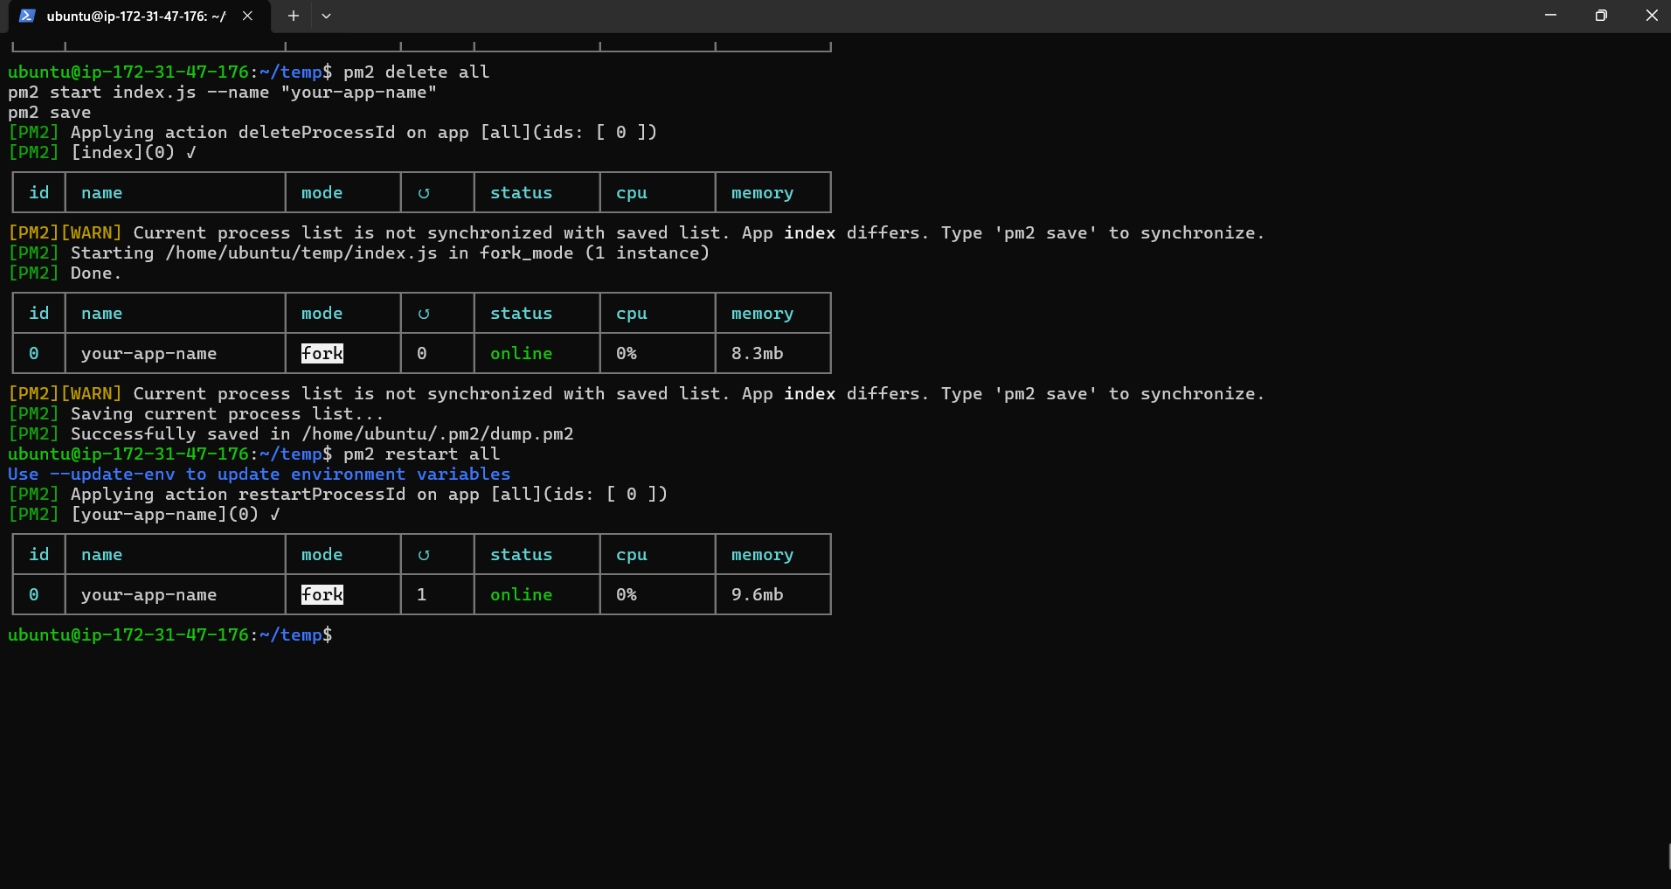 ubuntu@ip-172-31-47-176: ~/
ubuntu@ip-172-31-47-176:~/temp$ pm2 delete all
pm2 start index.js --name "your-app-name"
pm2 save
[PM2] Applying action deleteProcessId on app [all](ids: [ 0 ])
[PM2] [index](0) ✓
id name mode ↺ status cpu memory
[PM2][WARN] Current process list is not synchronized with saved list. App index differs. Type 'pm2 save' to synchronize.
[PM2] Starting /home/ubuntu/temp/index.js in fork_mode (1 instance)
[PM2] Done.
id name mode ↺ status cpu memory
0 your-app-name fork 0 online 0% 8.3mb
[PM2][WARN] Current process list is not synchronized with saved list. App index differs. Type 'pm2 save' to synchronize.
[PM2] Saving current process list...
[PM2] Successfully saved in /home/ubuntu/.pm2/dump.pm2
ubuntu@ip-172-31-47-176:~/temp$ pm2 restart all
Use --update-env to update environment variables
[PM2] Applying action restartProcessId on app [all](ids: [ 0 ])
[PM2] [your-app-name](0) ✓
id name mode ↺ status cpu memory
0 your-app-name fork 1 online 0% 9.6mb
ubuntu@ip-172-31-47-176:~/temp$